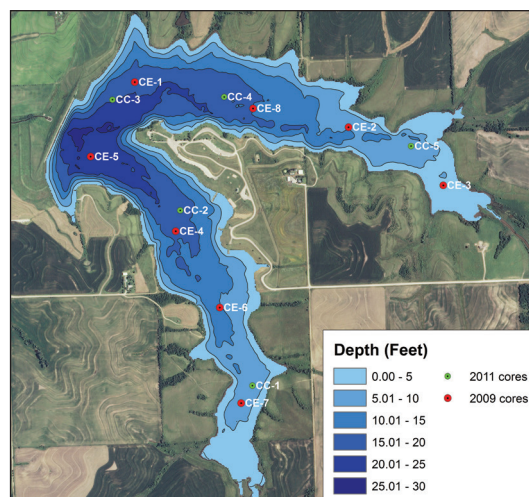 CE-1
CC-4
CC-3
CE-8
CE-2
CC-5
CE-5
CE-3
CC-2
CE-4
CE-6
CC-1
CE-7
Depth (Feet)
0.00 - 5
5.01 - 10
10.01 - 15
15.01 - 20
20.01 - 25
25.01 - 30
2011 cores
2009 cores